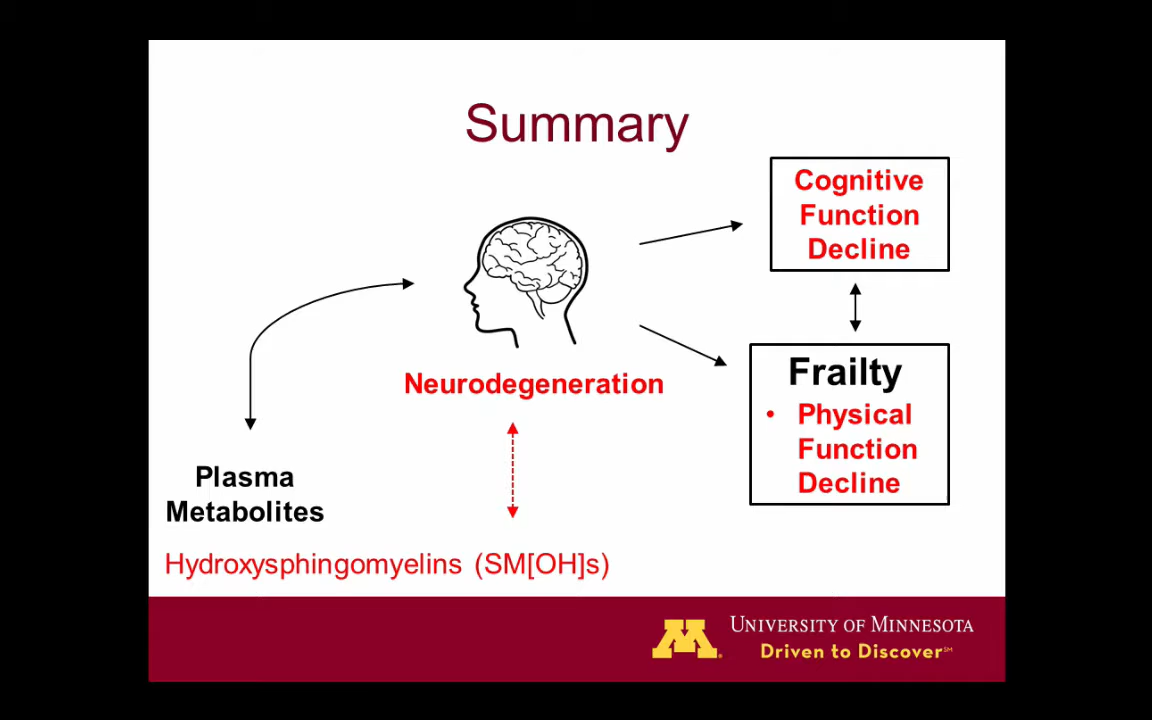 Summary
Cognitive
Function
Decline
Neurodegeneration
Frailty
• Physical
Function
Decline
Plasma
Metabolites
Hydroxysphingomyelins (SM[OH]s)
UNIVERSITY OF MINNESOTA
Driven to Discover℠